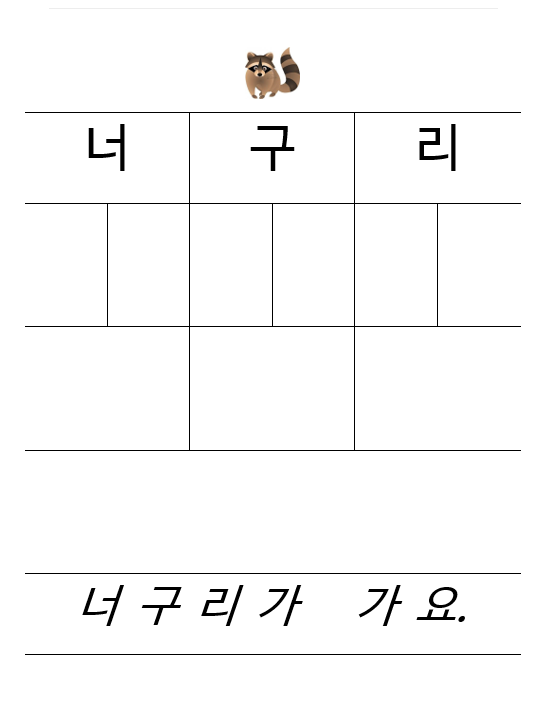 너 구 리
너 구 리 가 가 요.